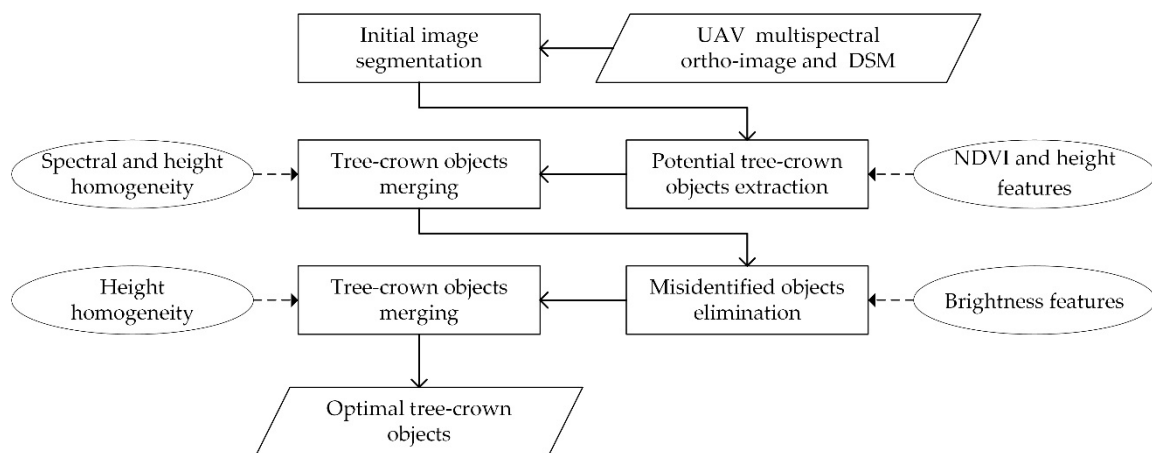 Initial image
segmentation
UAV multispectral
ortho-image and DSM
Spectral and height
homogeneity
Tree-crown objects
merging
Potential tree-crown
objects extraction
NDVI and height
features
Height
homogeneity
Tree-crown objects
merging
Misidentified objects
elimination
Brightness features
Optimal tree-crown
objects